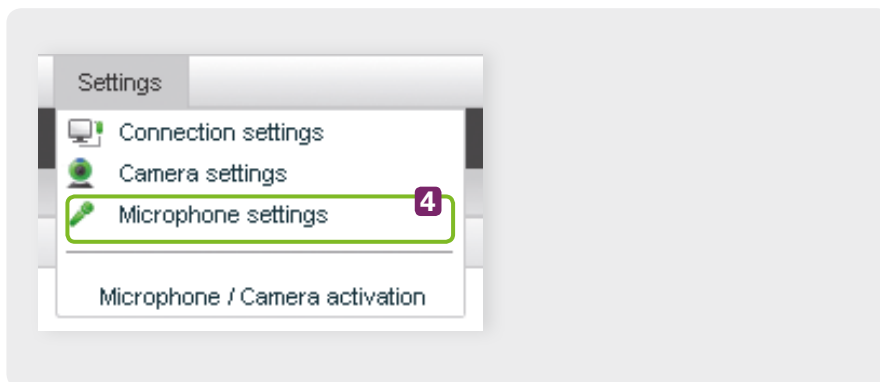 Settings
Connection settings
Camera settings
4
Microphone settings
Microphone / Camera activation